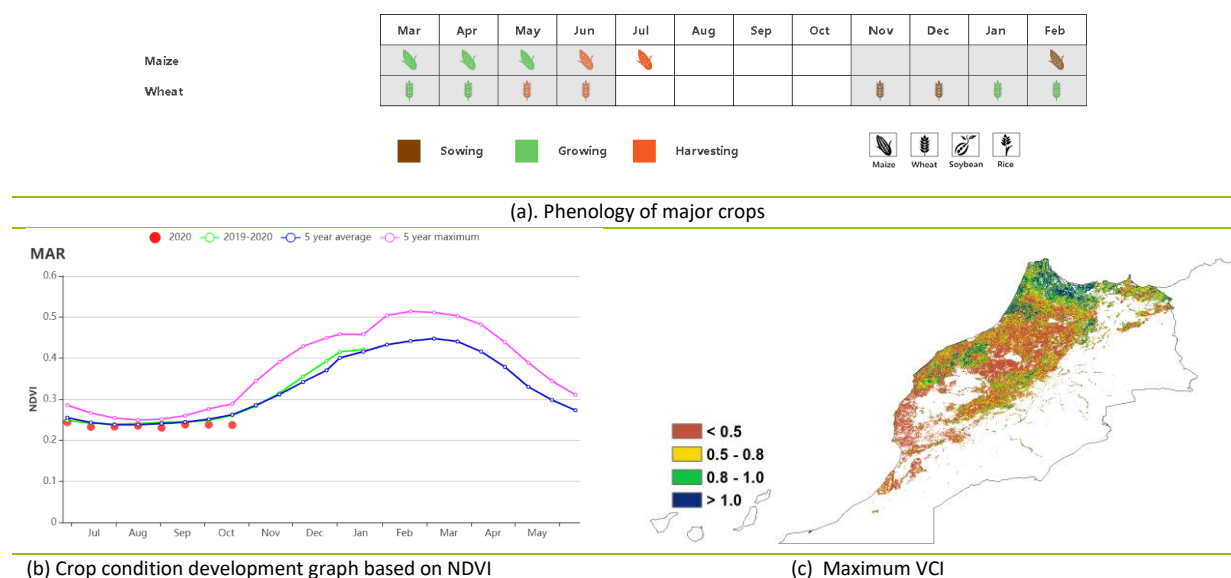 Mar Apr May Jun Jul Aug Sep Oct Nov Dec Jan Feb
Maize
Wheat
Sowing Growing Harvesting
Maize Wheat Soybean Rice
(a). Phenology of major crops
2020 2019-2020 5 year average 5 year maximum
MAR
0.6
0.5
0.4
0.3
0.2
0.1
0
NDVI
Jul Aug Sep Oct Nov Dec Jan Feb Mar Apr May
< 0.5
0.5 - 0.8
0.8 - 1.0
> 1.0
(b) Crop condition development graph based on NDVI
(c) Maximum VCI